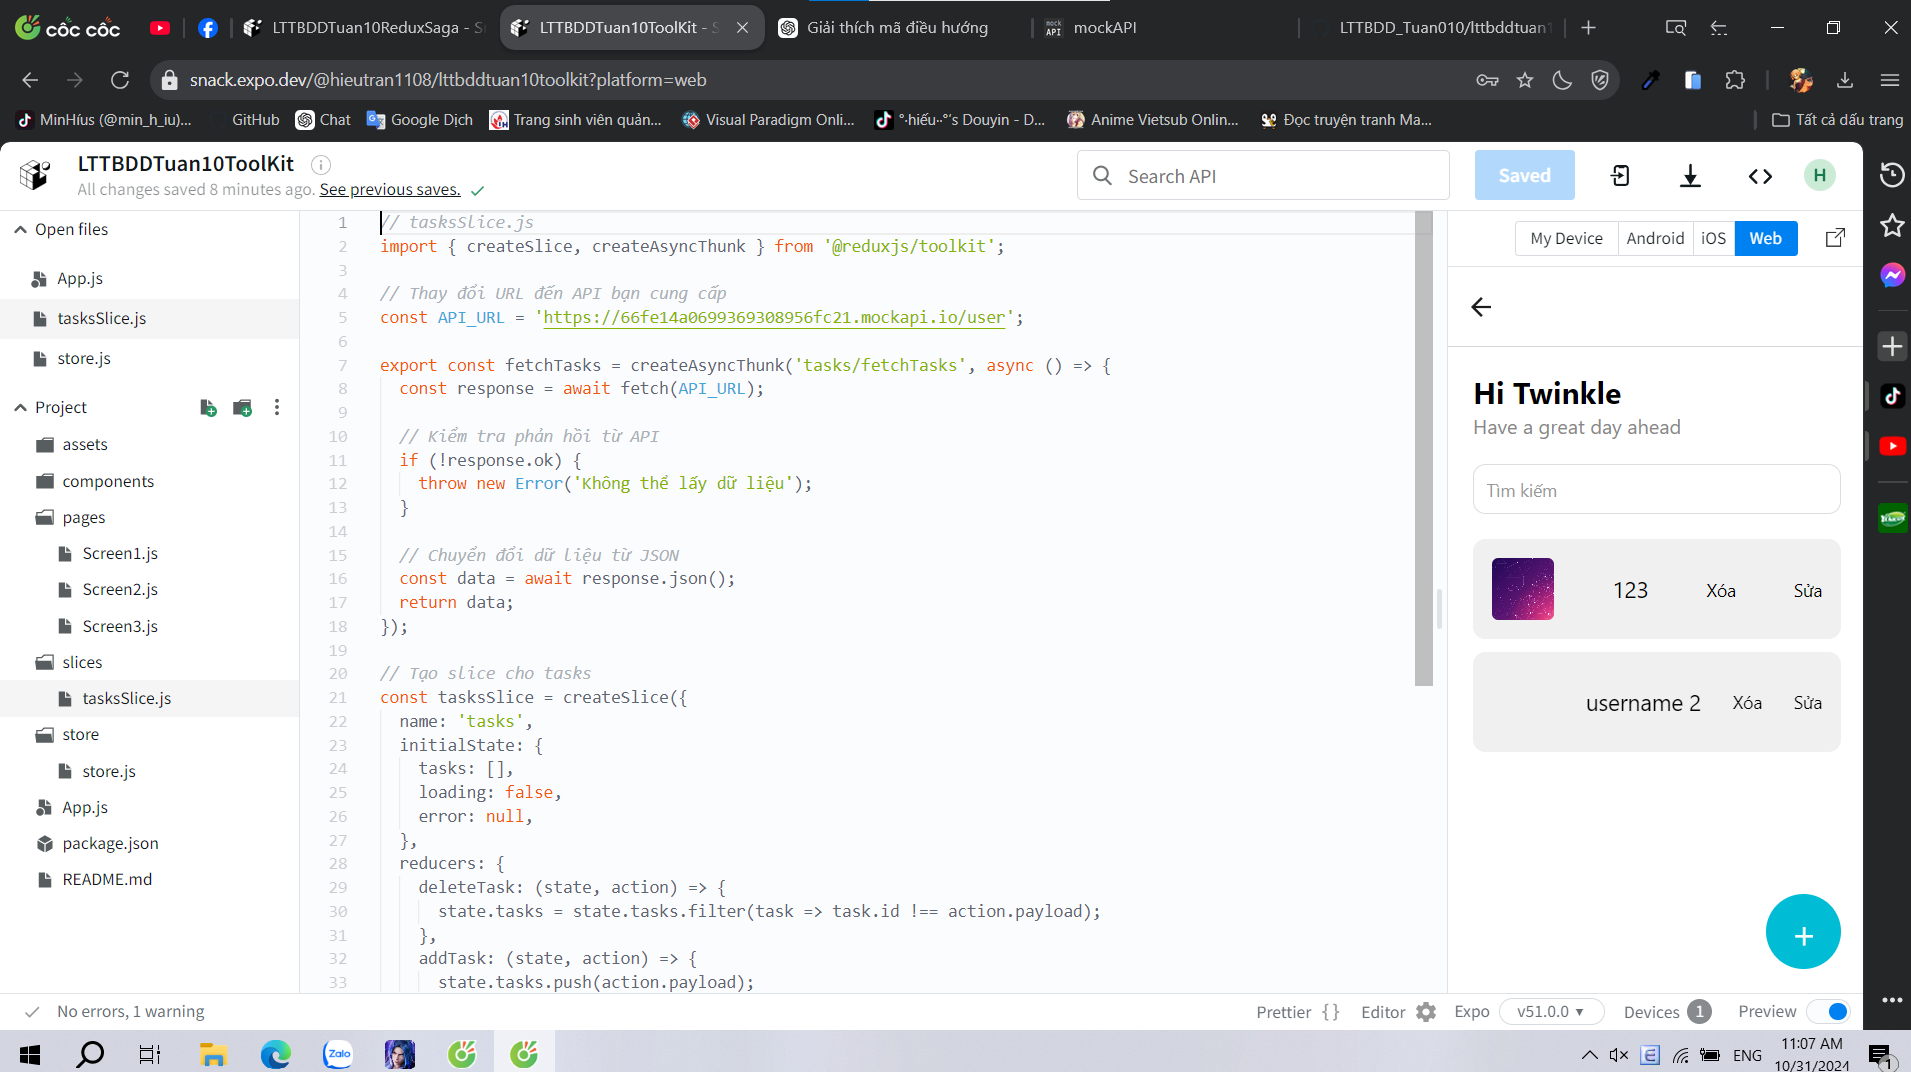 cốc cốc
LTTBDDTuan10ReduxSaga - S
LTTBDDTuan10ToolKit - S
Giải thích mã điều hướng
mock API
mockAPI
LTTBDD_Tuan010/lttbddtuan1
snack.expo.dev/@hieutran1108/lttbddtuan10toolkit?platform=web
MinHíus (@min_h_iu)...
GitHub
Chat
Google Dịch
Trang sinh viên quản...
Visual Paradigm Onli...
Anime Vietsub Onlin...
Đọc truyện tranh Ma...
Tất cả dấu trang
LTTBDDTuan10ToolKit
All changes saved 8 minutes ago. See previous saves.
Search API
Saved
H
Open files
App.js
tasksSlice.js
store.js
Project
assets
components
pages
Screen1.js
Screen2.js
Screen3.js
slices
tasksSlice.js
store
store.js
App.js
package.json
README.md
1 // tasksSlice.js
2 import { createSlice, createAsyncThunk } from '@reduxjs/toolkit';
3
4 // Thay đổi URL đến API bạn cung cấp
5 const API_URL = 'https://66fe14a0699369308956fc21.mockapi.io/user';
6
7 export const fetchTasks = createAsyncThunk('tasks/fetchTasks', async () => {
8 const response = await fetch(API_URL);
9
10 // Kiểm tra phản hồi từ API
11 if (!response.ok) {
12 throw new Error('Không thể lấy dữ liệu');
13 }
14
15 // Chuyển đổi dữ liệu từ JSON
16 const data = await response.json();
17 return data;
18 });
19
20 // Tạo slice cho tasks
21 const tasksSlice = createSlice({
22 name: 'tasks',
23 initialState: {
24 tasks: [],
25 loading: false,
26 error: null,
27 },
28 reducers: {
29 deleteTask: (state, action) => {
30 state.tasks = state.tasks.filter(task => task.id !== action.payload);
31 },
32 addTask: (state, action) => {
33 state.tasks.push(action.payload);
My Device
Android
iOS
Web
Hi Twinkle
Have a great day ahead
Tìm kiếm
123 Xóa Sửa
username 2 Xóa Sửa
+
No errors, 1 warning
Prettier {}
Editor
Expo
v51.0.0
Devices 1
Preview
Zalo
ENG
11:07 AM
10/31/2024
1